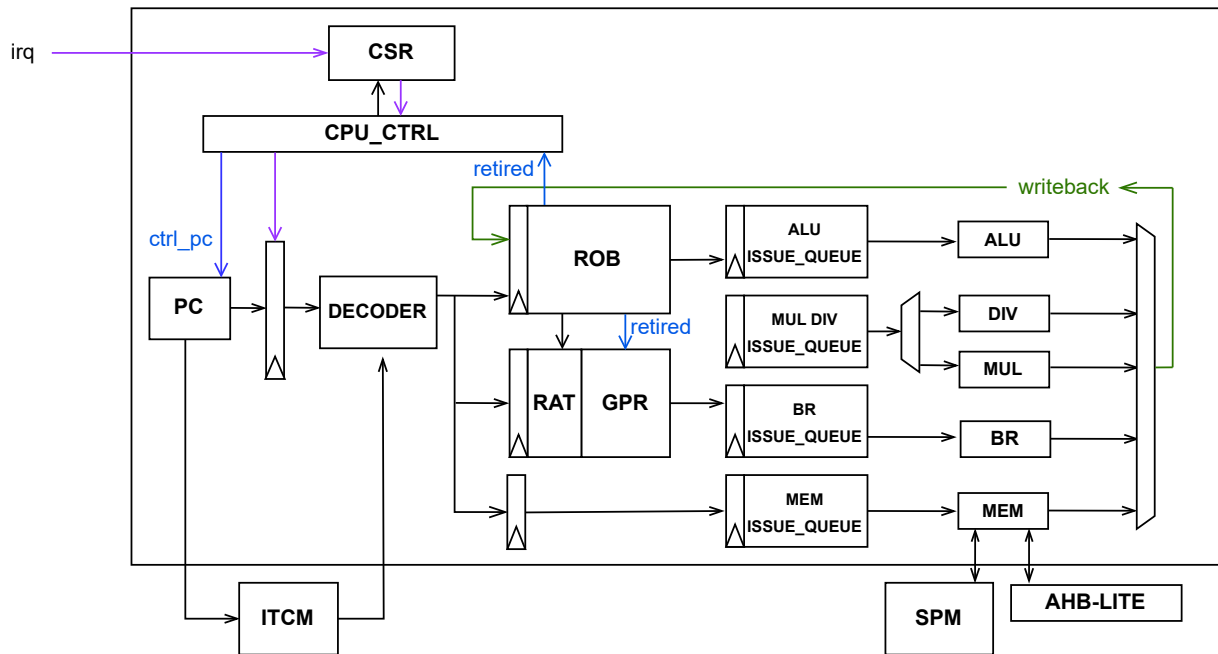 irq
CSR
CPU_CTRL
retired
writeback
ctrl_pc
ROB
ALU
ISSUE_QUEUE
ALU
PC
DECODER
retired
MUL DIV
ISSUE_QUEUE
DIV
MUL
RAT
GPR
BR
ISSUE_QUEUE
BR
MEM
ISSUE_QUEUE
MEM
ITCM
SPM
AHB-LITE